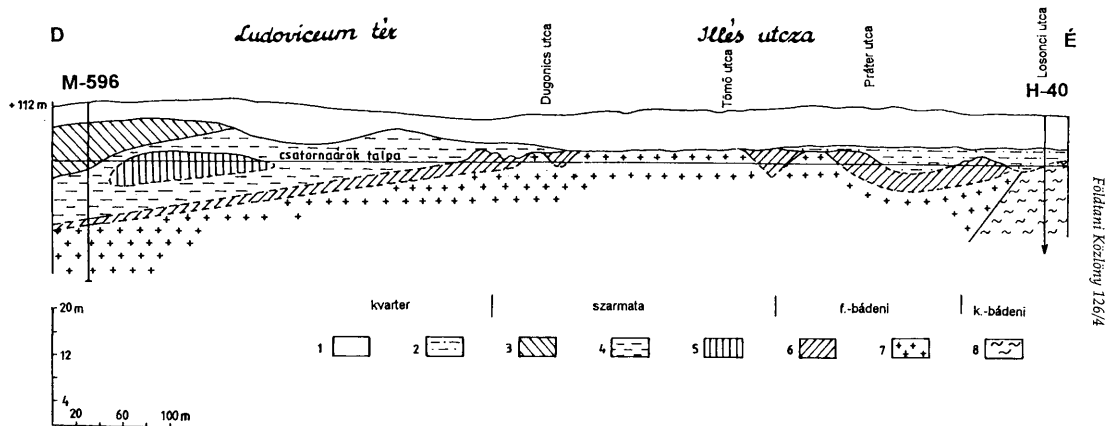 D Ludoviceum tér Illés utcza É
Dugonics utca
Tömö utca
Práter utca
Losonci utca
M-596 H-40
+112 m
csatornaárok talpa
20 m
12
4
20 60 100 m
kvarter szarmata f.-bádeni k.-bádeni
1 2 3 4 5 6 7 8
Földtani Közlöny 126/4